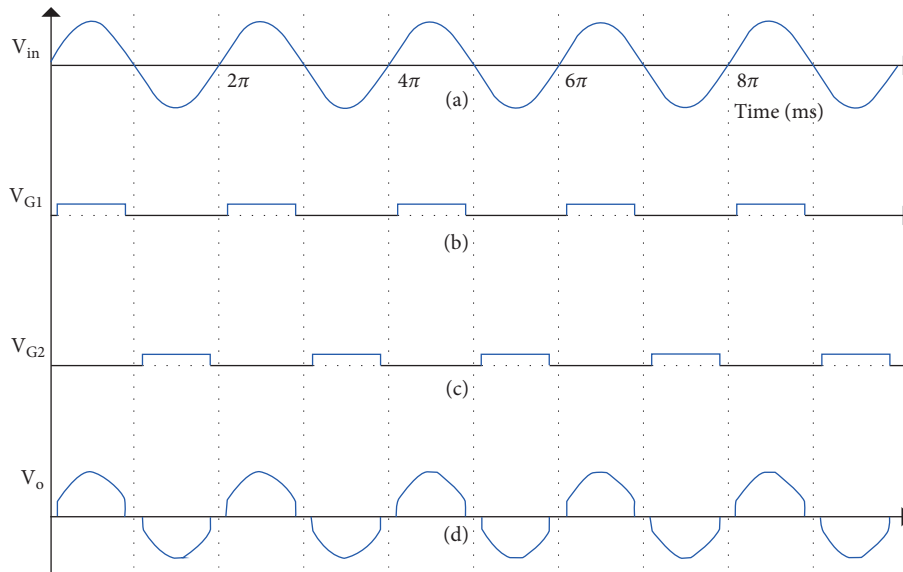 V_in
2π
4π
6π
8π
(a)
Time (ms)
V_G1
(b)
V_G2
(c)
V_o
(d)